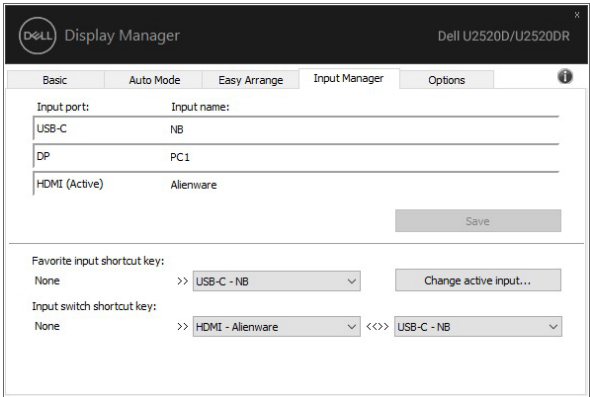 DELL Display Manager Dell U2520D/U2520DR x
Basic Auto Mode Easy Arrange Input Manager Options i
Input port: Input name:
USB-C NB
DP PC1
HDMI (Active) Alienware
Save
Favorite input shortcut key:
None >> USB-C - NB Change active input...
Input switch shortcut key:
None >> HDMI - Alienware <<>> USB-C - NB